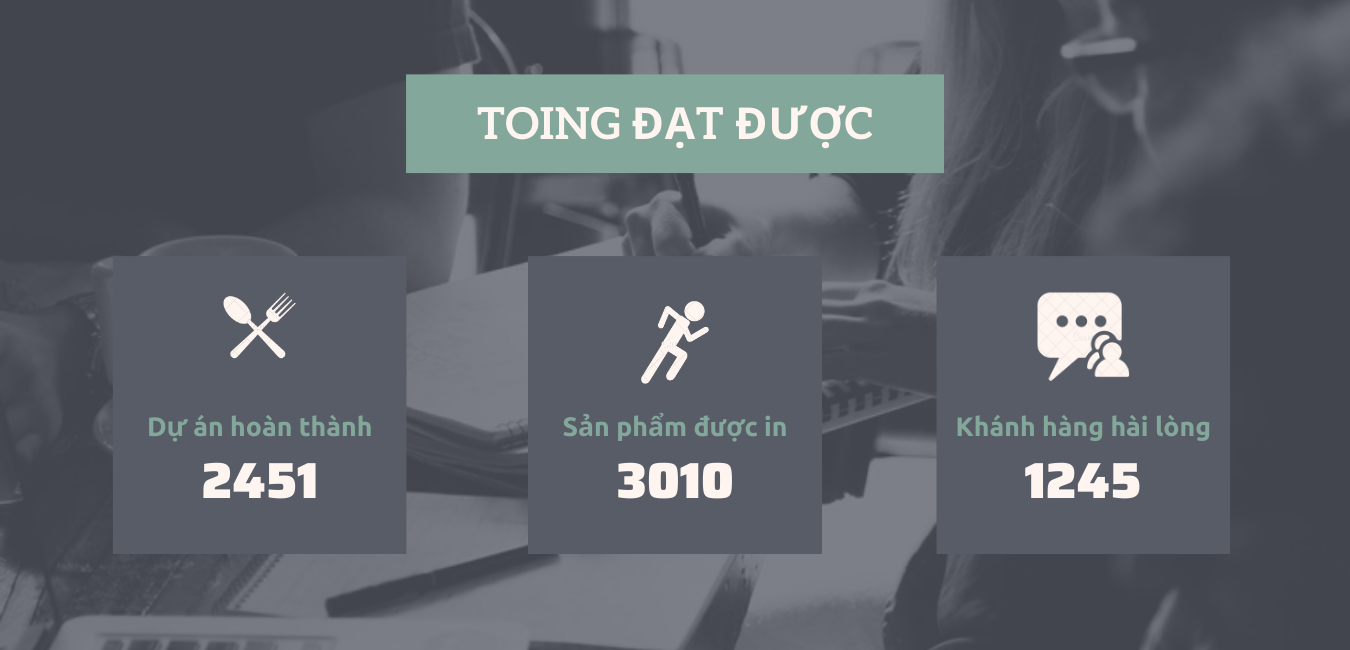 TOING ĐẠT ĐƯỢC
Dự án hoàn thành
2451
Sản phẩm được in
3010
Khánh hàng hài lòng
1245